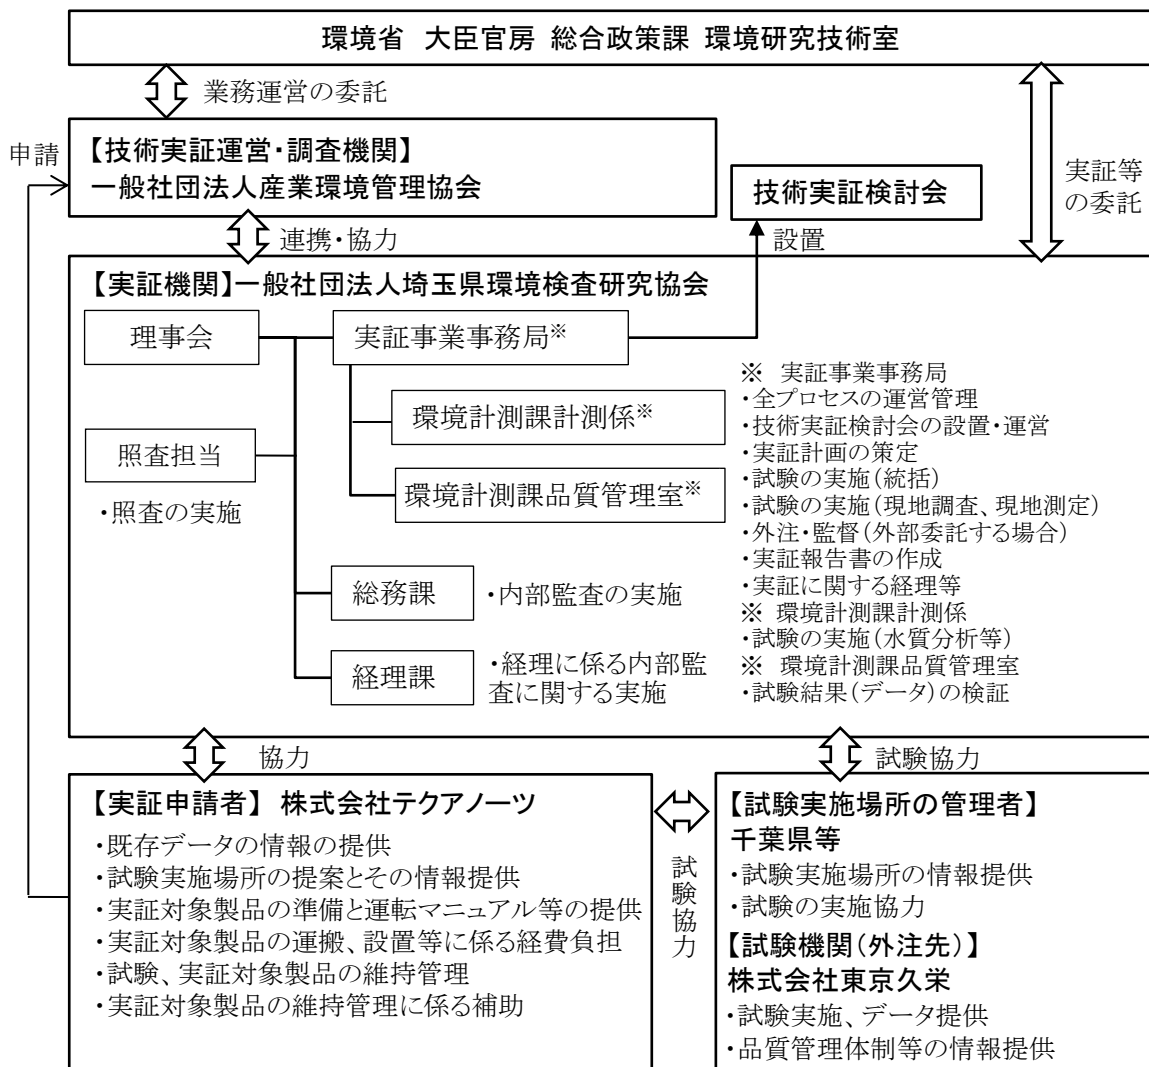 環境省 大臣官房 総合政策課 環境研究技術室
業務運営の委託
申請
【技術実証運営・調査機関】
一般社団法人産業環境管理協会
技術実証検討会
実証等
の委託
連携・協力
設置
【実証機関】一般社団法人埼玉県環境検査研究協会
理事会
実証事業事務局※
環境計測課計測係※
照査担当
環境計測課品質管理室※
・照査の実施
総務課
・内部監査の実施
経理課
・経理に係る内部監
査に関する実施
※ 実証事業事務局
・全プロセスの運営管理
・技術実証検討会の設置・運営
・実証計画の策定
・試験の実施(統括)
・試験の実施(現地調査、現地測定)
・外注・監督(外部委託する場合)
・実証報告書の作成
・実証に関する経理等
※ 環境計測課計測係
・試験の実施(水質分析等)
※ 環境計測課品質管理室
・試験結果(データ)の検証
協力
試験協力
【実証申請者】 株式会社テクアノーツ
・既存データの情報の提供
・試験実施場所の提案とその情報提供
・実証対象製品の準備と運転マニュアル等の提供
・実証対象製品の運搬、設置等に係る経費負担
・試験、実証対象製品の維持管理
・実証対象製品の維持管理に係る補助
試験協力
【試験実施場所の管理者】
千葉県等
・試験実施場所の情報提供
・試験の実施協力
【試験機関(外注先)】
株式会社東京久栄
・試験実施、データ提供
・品質管理体制等の情報提供